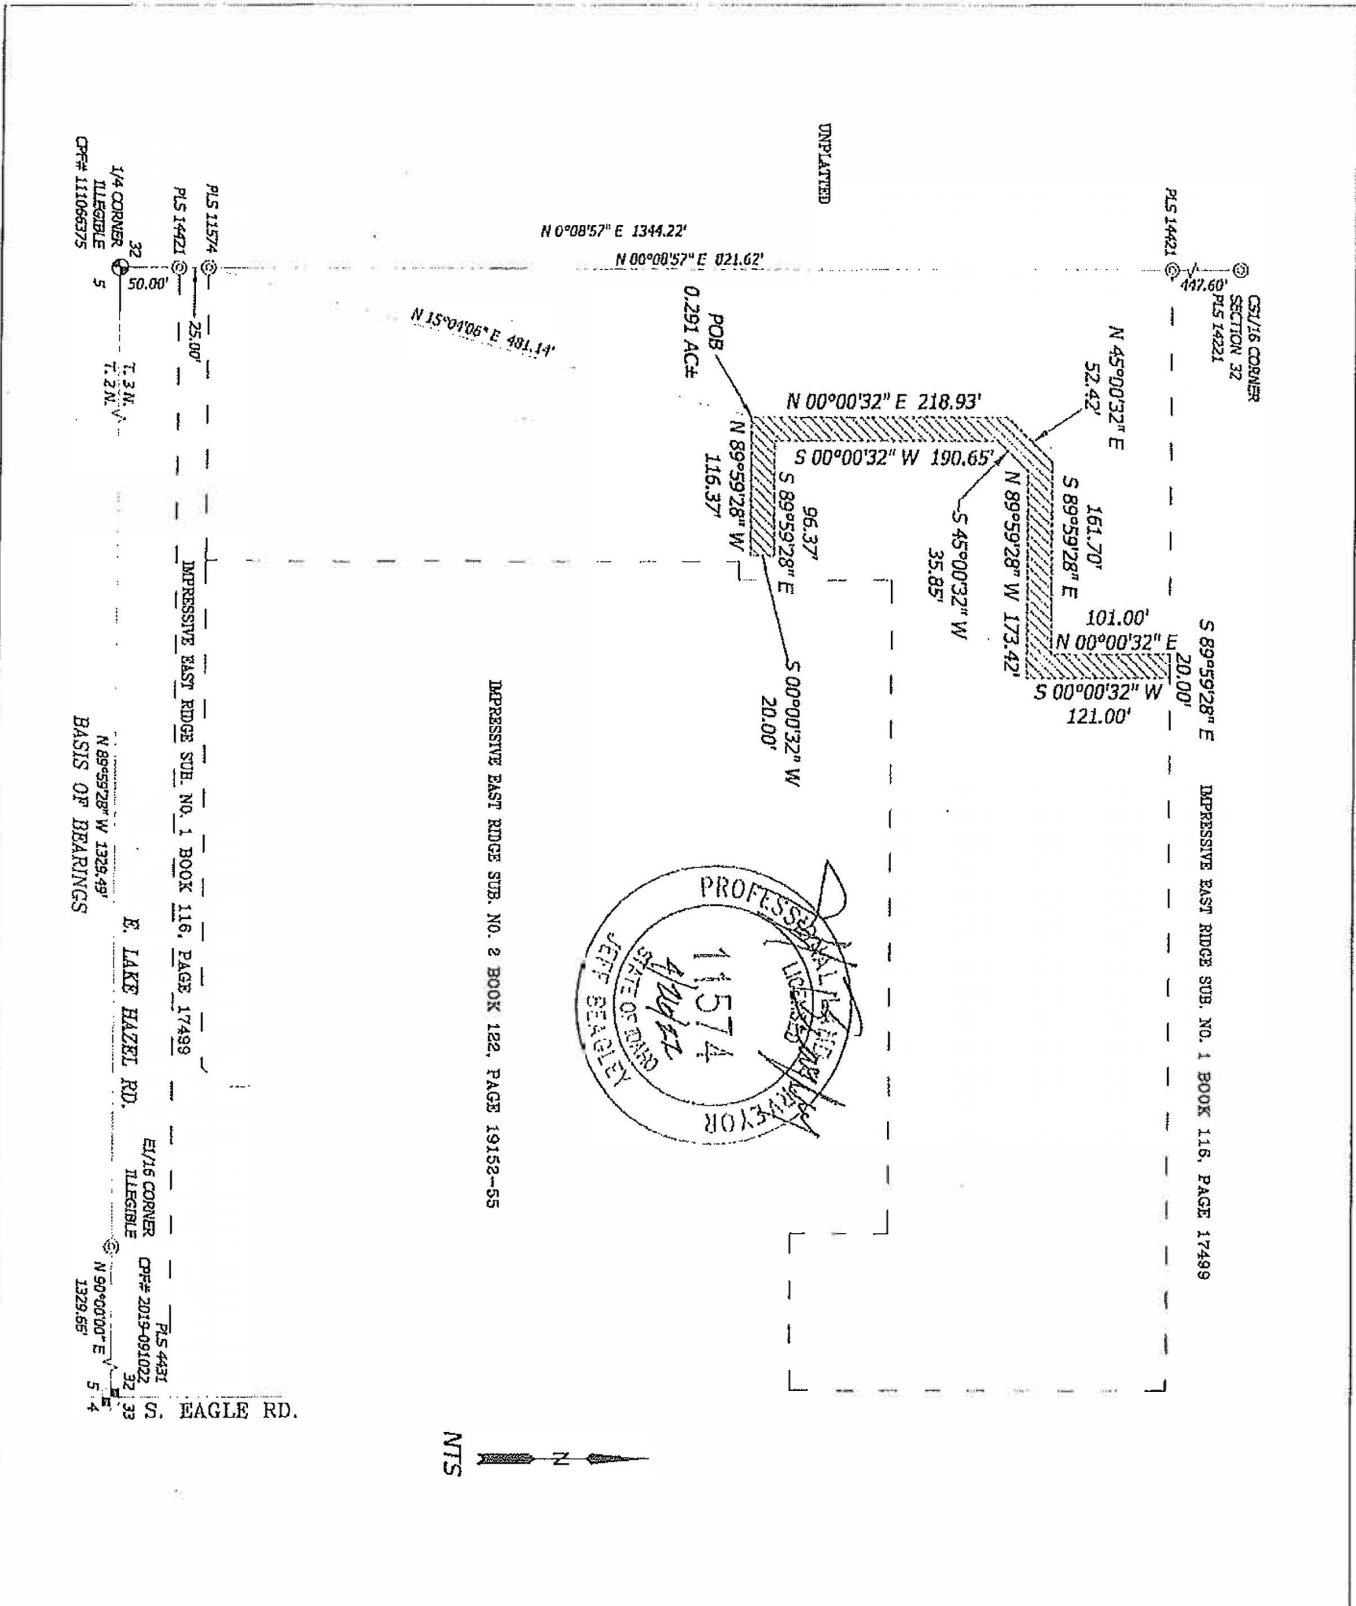 UNPLATTED
PLS 14421
CS1/16 CORNER
SECTION 32
PLS 14221
447.60'
N 0°08'57" E 1344.22'
N 00°08'57" E 821.62'
N 15°04'06" E 481.14'
PLS 11574
PLS 14421
1/4 CORNER
ILLEGIBLE
CPF# 111066375
32
5
50.00'
25.00'
T. 3 N.
T. 2 N.
POB
0.291 AC±
N 00°00'32" E 218.93'
S 00°00'32" W 190.65'
N 45°00'32" E
52.42'
161.70'
S 89°59'28" E
101.00'
N 00°00'32" E
S 89°59'28" E
20.00'
S 00°00'32" W
121.00'
N 89°59'28" W 173.42'
S 45°00'32" W
35.85'
96.37'
S 89°59'28" E
N 89°59'28" W
116.37'
S 00°00'32" W
20.00'
IMPRESSIVE EAST RIDGE SUB. NO. 1 BOOK 116, PAGE 17499
IMPRESSIVE EAST RIDGE SUB. NO. 2 BOOK 122, PAGE 19152-55
IMPRESSIVE EAST RIDGE SUB. NO. 1 BOOK 116, PAGE 17499
PROFESSIONAL LAND SURVEYOR
LICENSED
11574
STATE OF IDAHO
JEFF BEAGLEY
N 89°59'28" W 1329.49'
BASIS OF BEARINGS
E. LAKE HAZEL RD.
E1/16 CORNER
ILLEGIBLE
PLS 4431
CPF# 2019-091022
N 90°00'00" E
1329.66'
32
33
5
4
S. EAGLE RD.
N
NTS